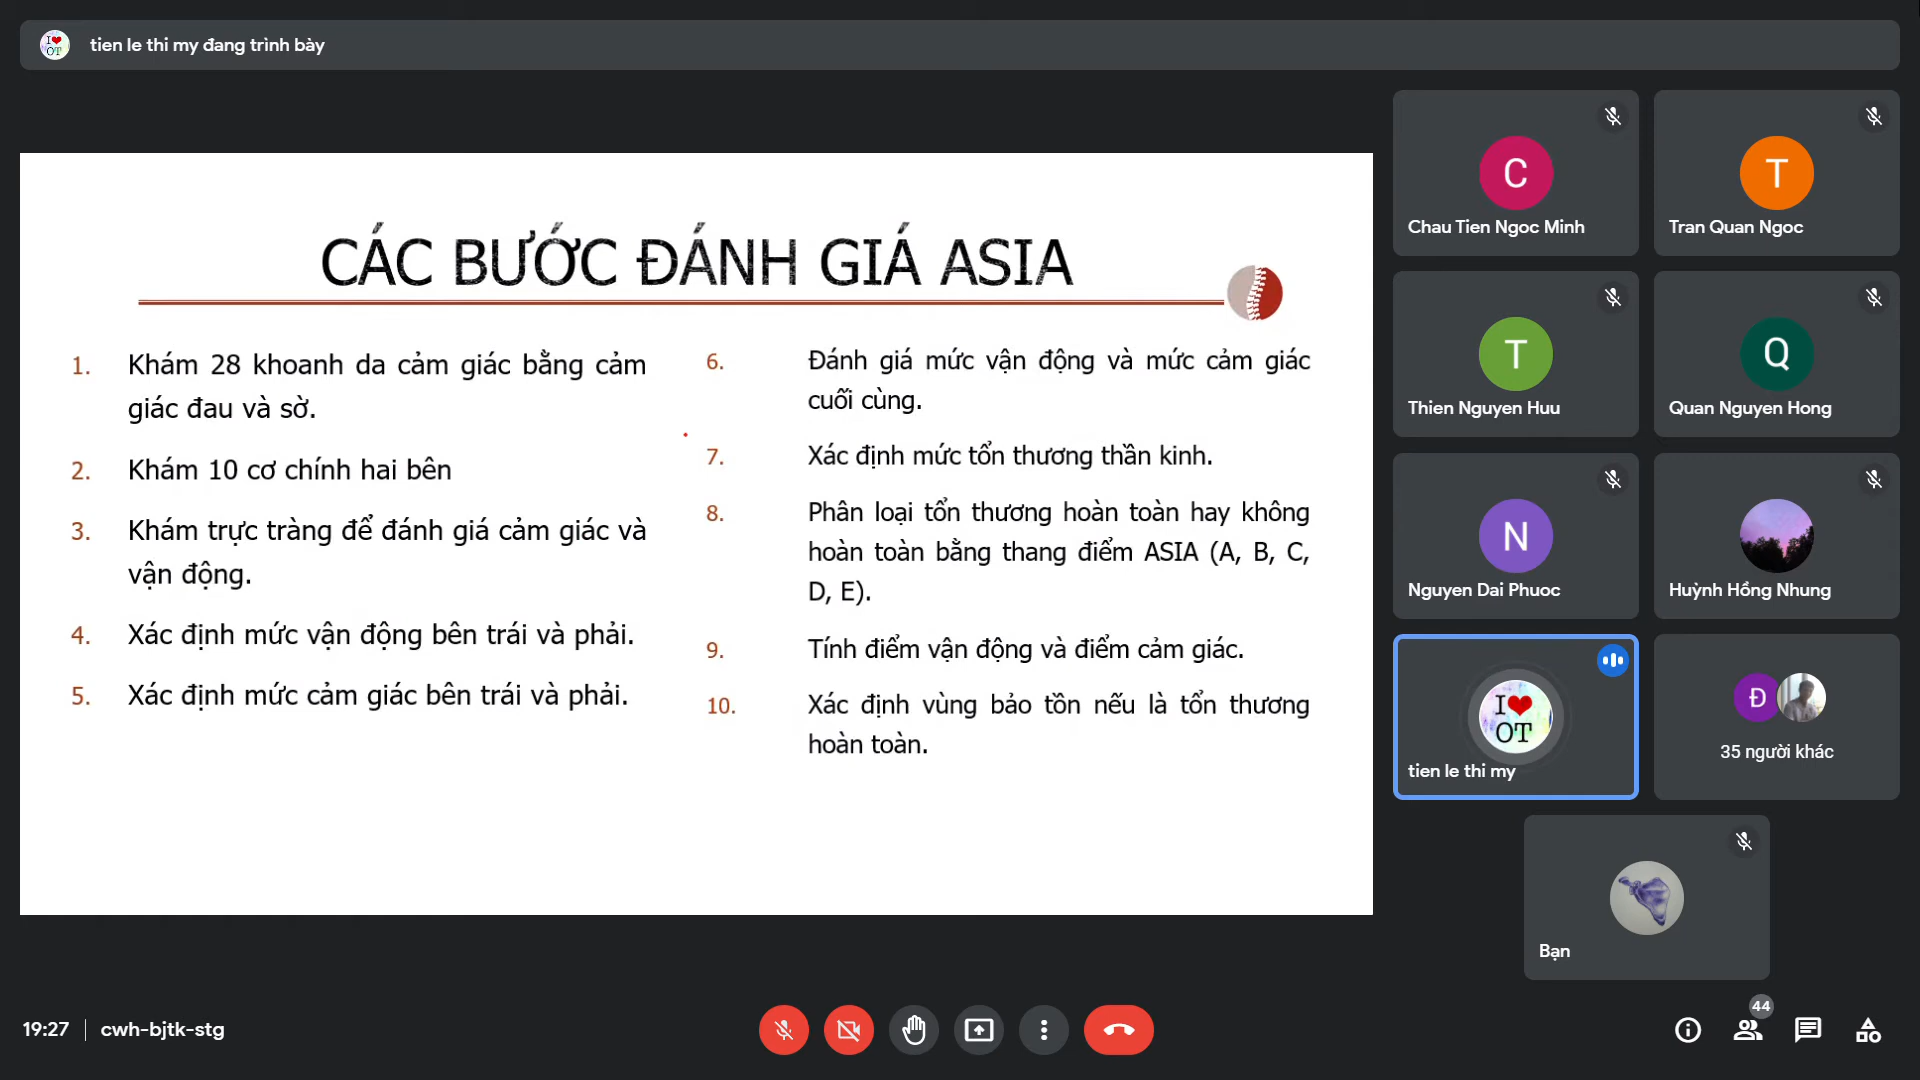 I❤OT
tien le thi my đang trình bày
CÁC BƯỚC ĐÁNH GIÁ ASIA
1. Khám 28 khoanh da cảm giác bằng cảm
giác đau và sờ.
2. Khám 10 cơ chính hai bên
3. Khám trực tràng để đánh giá cảm giác và
vận động.
4. Xác định mức vận động bên trái và phải.
5. Xác định mức cảm giác bên trái và phải.
6. Đánh giá mức vận động và mức cảm giác
cuối cùng.
7. Xác định mức tổn thương thần kinh.
8. Phân loại tổn thương hoàn toàn hay không
hoàn toàn bằng thang điểm ASIA (A, B, C,
D, E).
9. Tính điểm vận động và điểm cảm giác.
10. Xác định vùng bảo tồn nếu là tổn thương
hoàn toàn.
C
Chau Tien Ngoc Minh
T
Tran Quan Ngoc
T
Thien Nguyen Huu
Q
Quan Nguyen Hong
N
Nguyen Dai Phuoc
Huỳnh Hồng Nhung
I❤
OT
tien le thi my
Đ
35 người khác
Bạn
19:27 | cwh-bjtk-stg
44